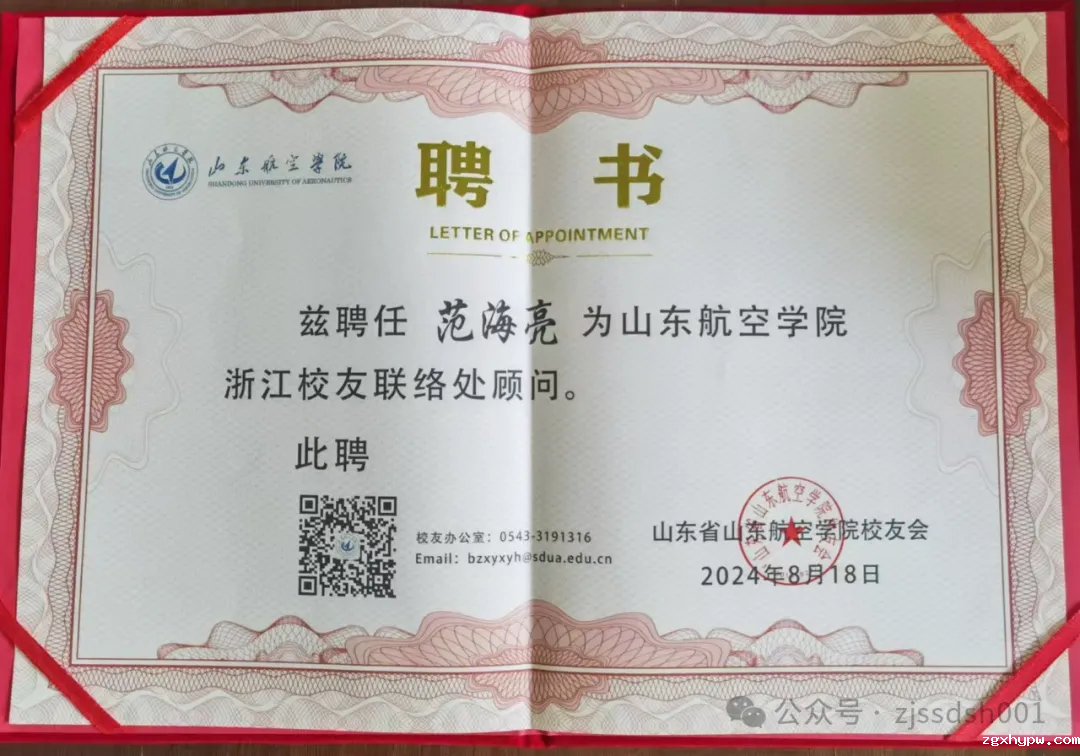 山东航空学院
SHANDONG UNIVERSITY OF AERONAUTICS
聘书
LETTER OF APPOINTMENT
兹聘任 范海亮 为山东航空学院
浙江校友联络处顾问。
此聘
校友办公室：0543-3191316
Email：bzxyxyh@sdua.edu.cn
山东省山东航空学院校友会
2024年8月18日
公众号 · zjssdsh001
zgxhypw.com